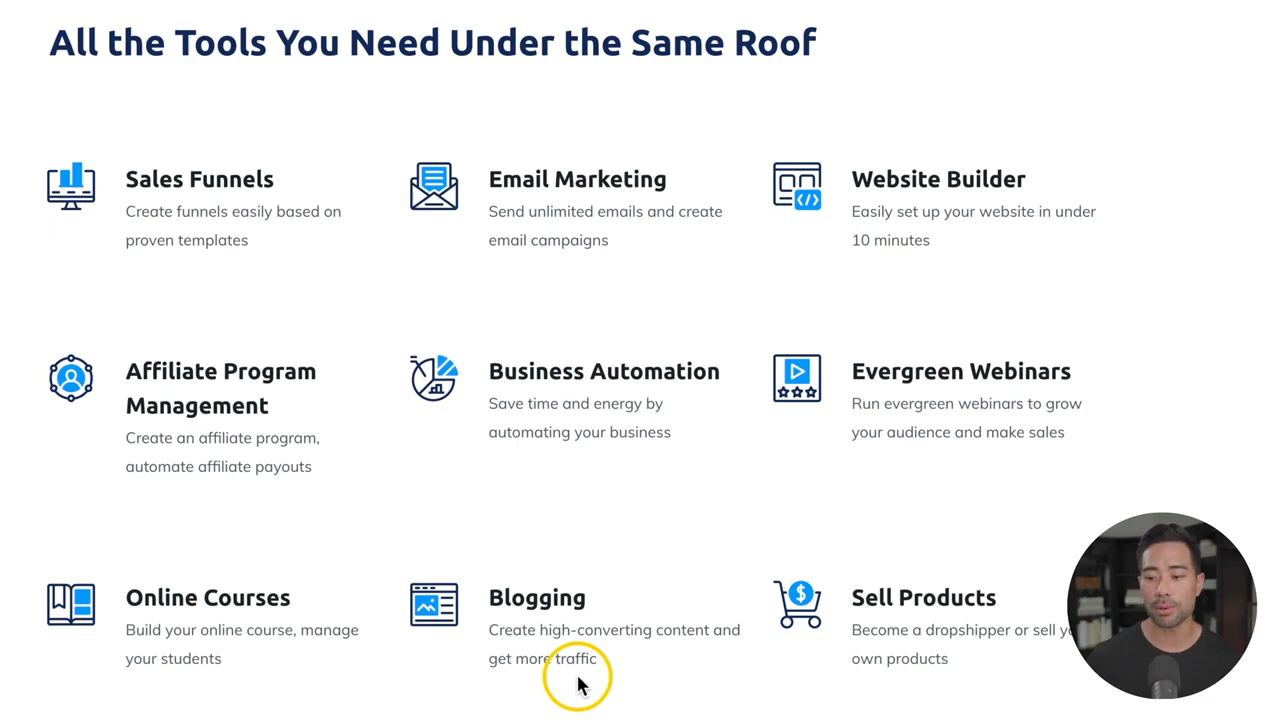 All the Tools You Need Under the Same Roof
Sales Funnels
Create funnels easily based on
proven templates
Email Marketing
Send unlimited emails and create
email campaigns
Website Builder
Easily set up your website in under
10 minutes
Affiliate Program
Management
Create an affiliate program,
automate affiliate payouts
Business Automation
Save time and energy by
automating your business
Evergreen Webinars
Run evergreen webinars to grow
your audience and make sales
Online Courses
Build your online course, manage
your students
Blogging
Create high-converting content and
get more traffic
Sell Products
Become a dropshipper or sell
own products